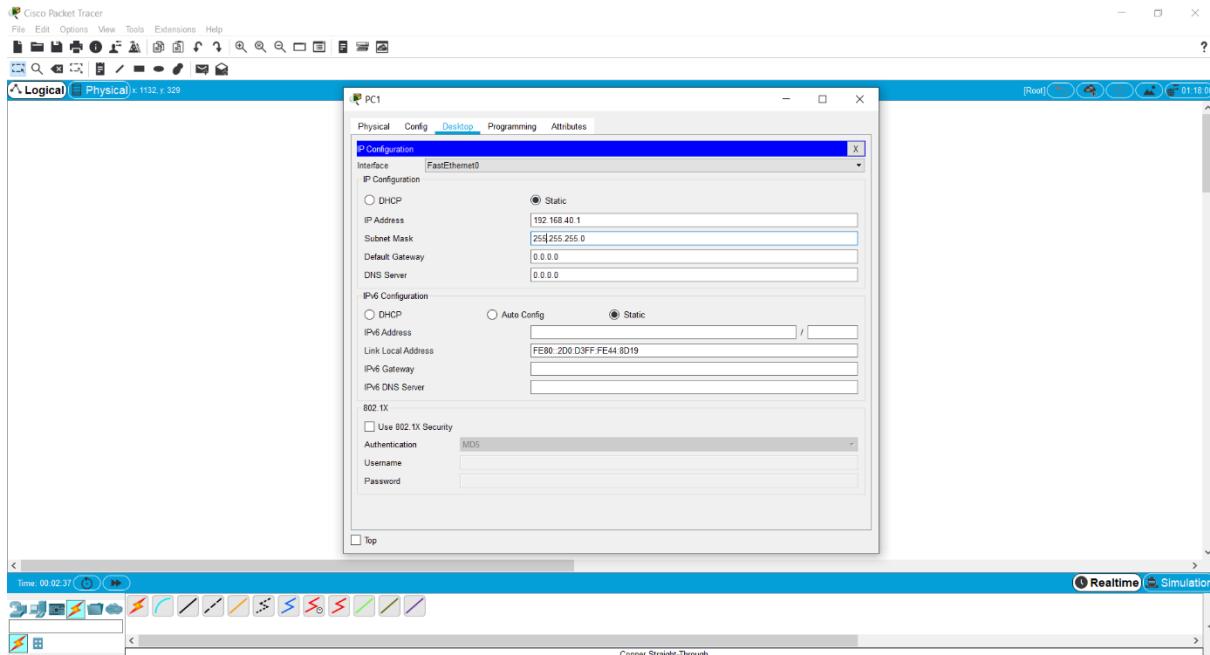 Cisco Packet Tracer
File Edit Options View Tools Extensions Help
?
Logical Physical x: 1132, y: 329 [Root] 01:18:00
PC1
Physical Config Desktop Programming Attributes
IP Configuration X
Interface FastEthernet0
IP Configuration
DHCP Static
IP Address 192.168.40.1
Subnet Mask 255.255.255.0
Default Gateway 0.0.0.0
DNS Server 0.0.0.0
IPv6 Configuration
DHCP Auto Config Static
IPv6 Address /
Link Local Address FE80::2D0:D3FF:FE44:8D19
IPv6 Gateway
IPv6 DNS Server
802.1X
Use 802.1X Security
Authentication MD5
Username
Password
Top
Time: 00:02:37 Realtime Simulation
Copper Straight-Through